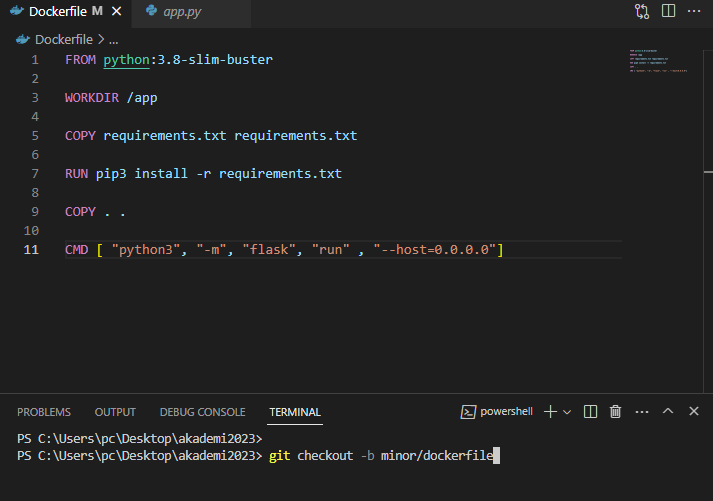 Dockerfile M
app.py
Dockerfile > ...
1 FROM python:3.8-slim-buster
2
3 WORKDIR /app
4
5 COPY requirements.txt requirements.txt
6
7 RUN pip3 install -r requirements.txt
8
9 COPY . .
10
11 CMD [ "python3", "-m", "flask", "run" , "--host=0.0.0.0"]
PROBLEMS OUTPUT DEBUG CONSOLE TERMINAL powershell
PS C:\Users\pc\Desktop\akademi2023>
PS C:\Users\pc\Desktop\akademi2023> git checkout -b minor/dockerfile